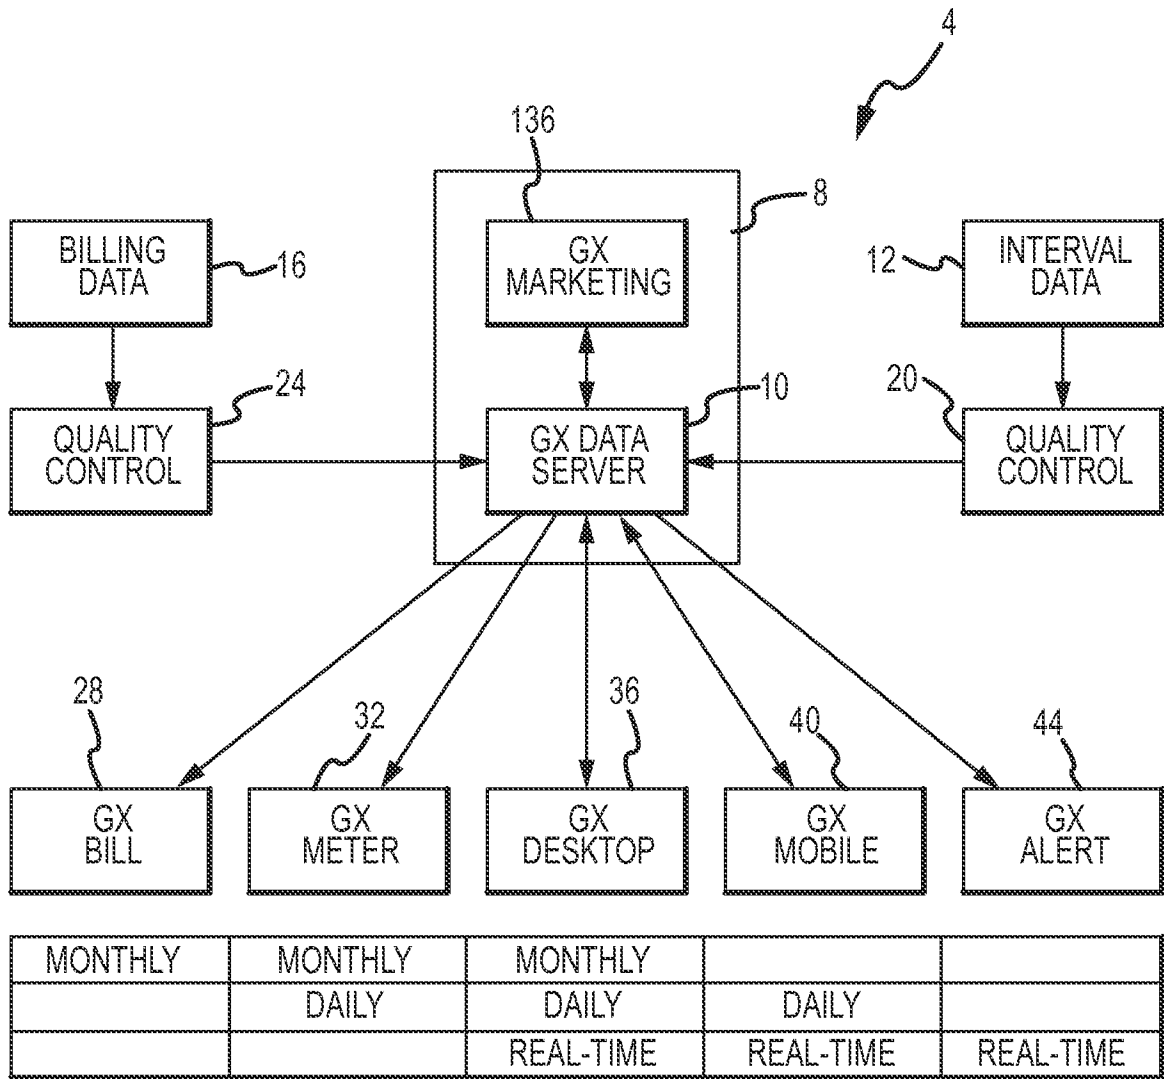 4
136
8
BILLING
DATA
16
GX
MARKETING
12
INTERVAL
DATA
24
10
20
QUALITY
CONTROL
GX DATA
SERVER
QUALITY
CONTROL
28
32
36
40
44
GX
BILL
GX
METER
GX
DESKTOP
GX
MOBILE
GX
ALERT
MONTHLY MONTHLY MONTHLY
DAILY DAILY DAILY
REAL-TIME REAL-TIME REAL-TIME